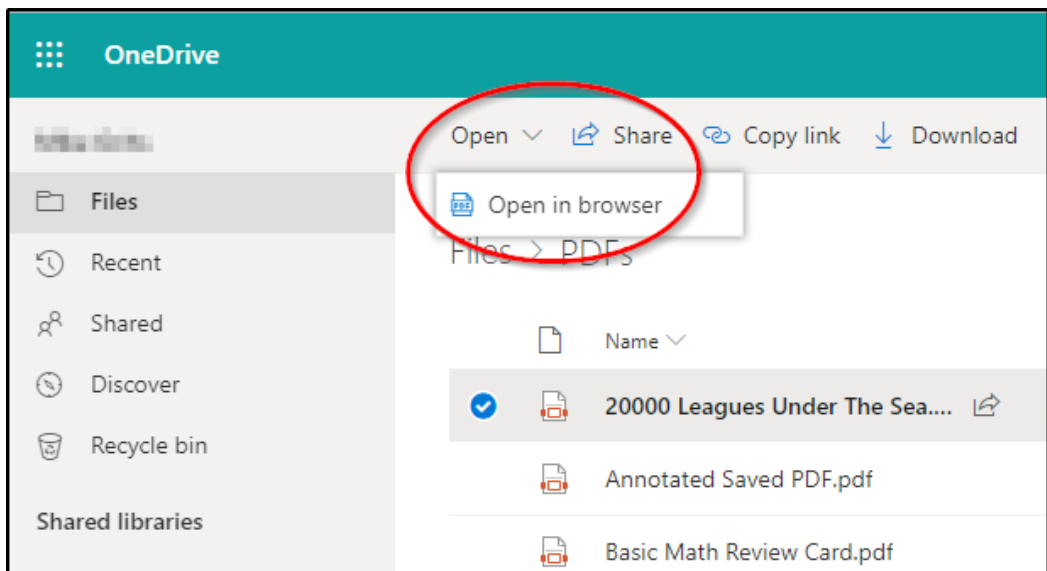 OneDrive
Open Share Copy link Download
Files
Open in browser
Files > PDFs
Recent
Shared
Name
Discover
20000 Leagues Under The Sea....
Recycle bin
Annotated Saved PDF.pdf
Shared libraries
Basic Math Review Card.pdf